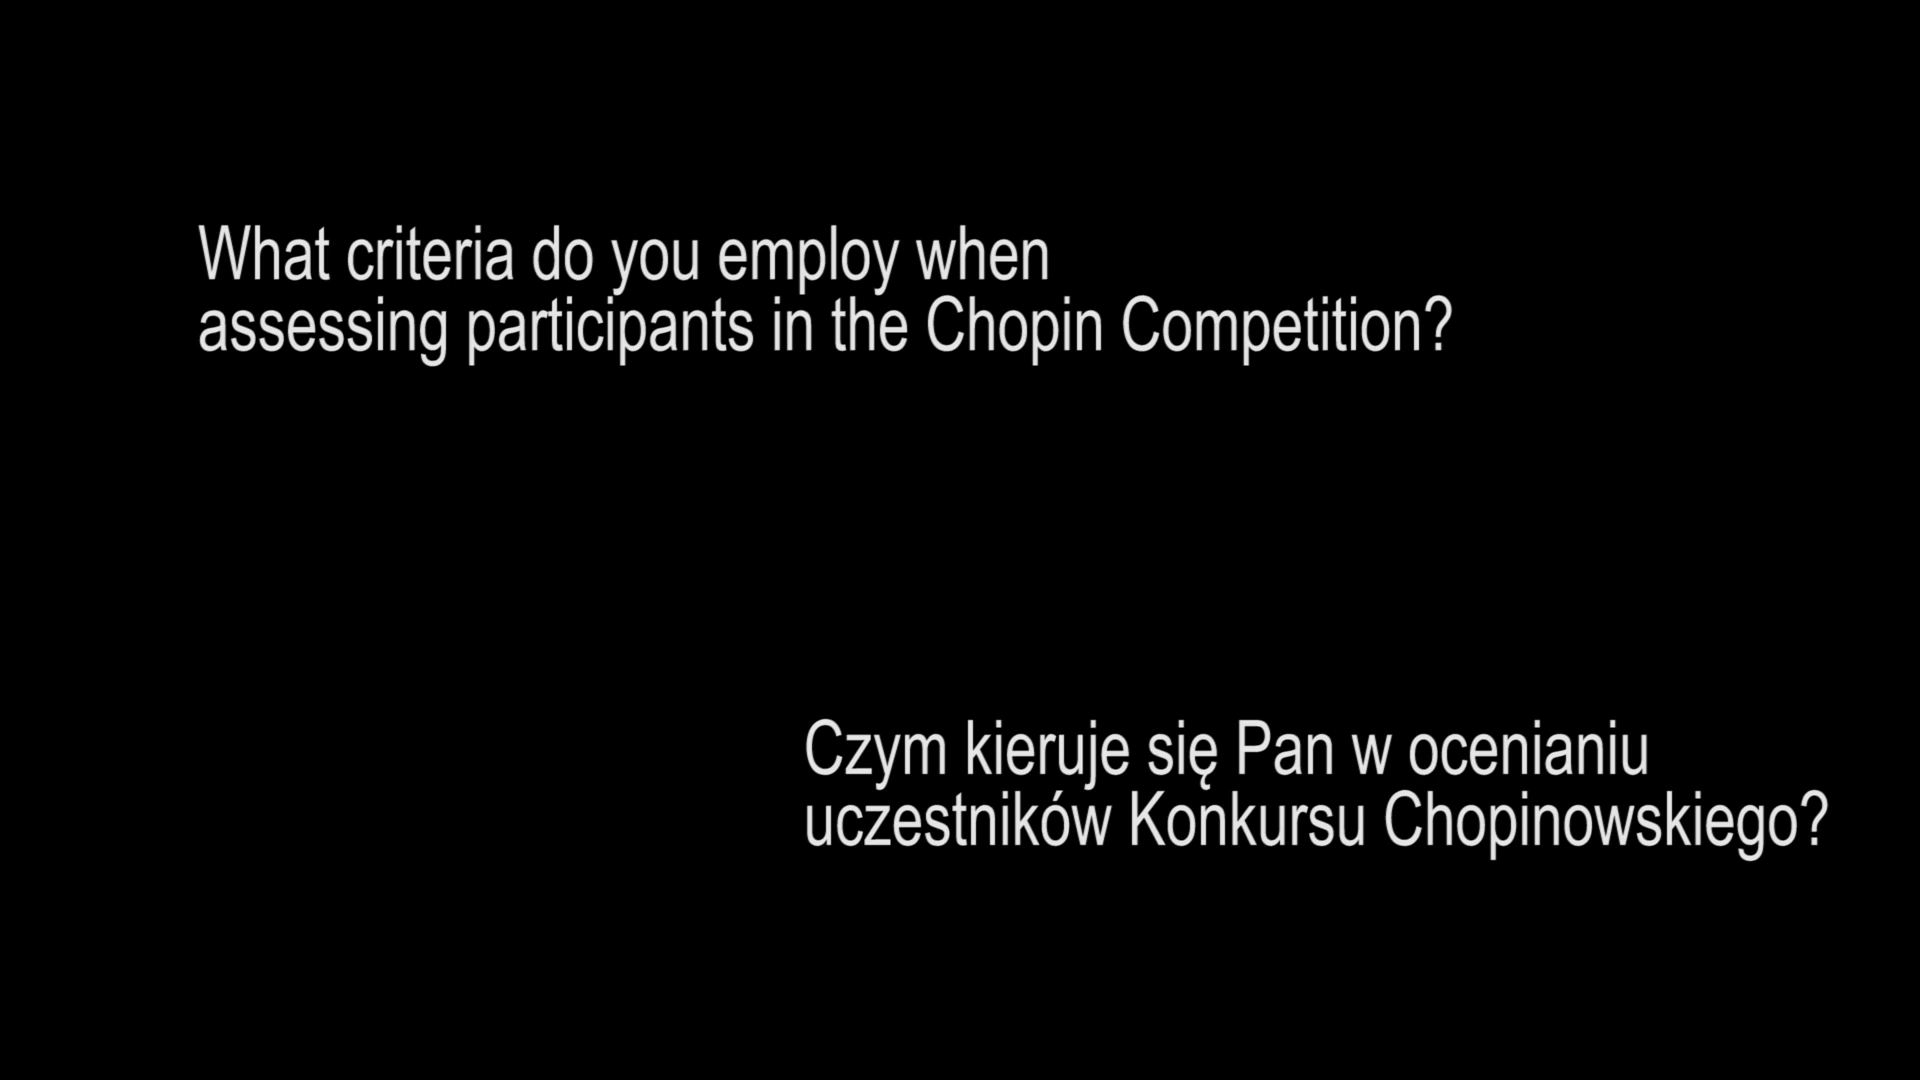 What criteria do you employ when
assessing participants in the Chopin Competition?
Czym kieruje się Pan w ocenianiu
uczestników Konkursu Chopinowskiego?